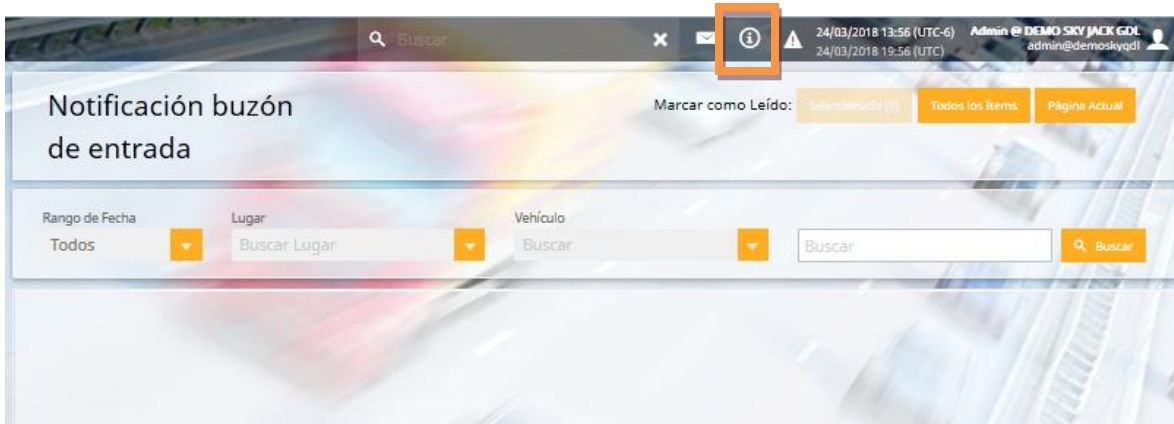 Buscar
24/03/2018 13:56 (UTC-6) Admin @ DEMO SKY JACK GDL
24/03/2018 19:56 (UTC) admin@demoskygdl
Notificación buzón
de entrada
Marcar como Leído: Seleccionado (0) Todos los Ítems Página Actual
Rango de Fecha Lugar Vehículo
Todos Buscar Lugar Buscar Buscar Buscar